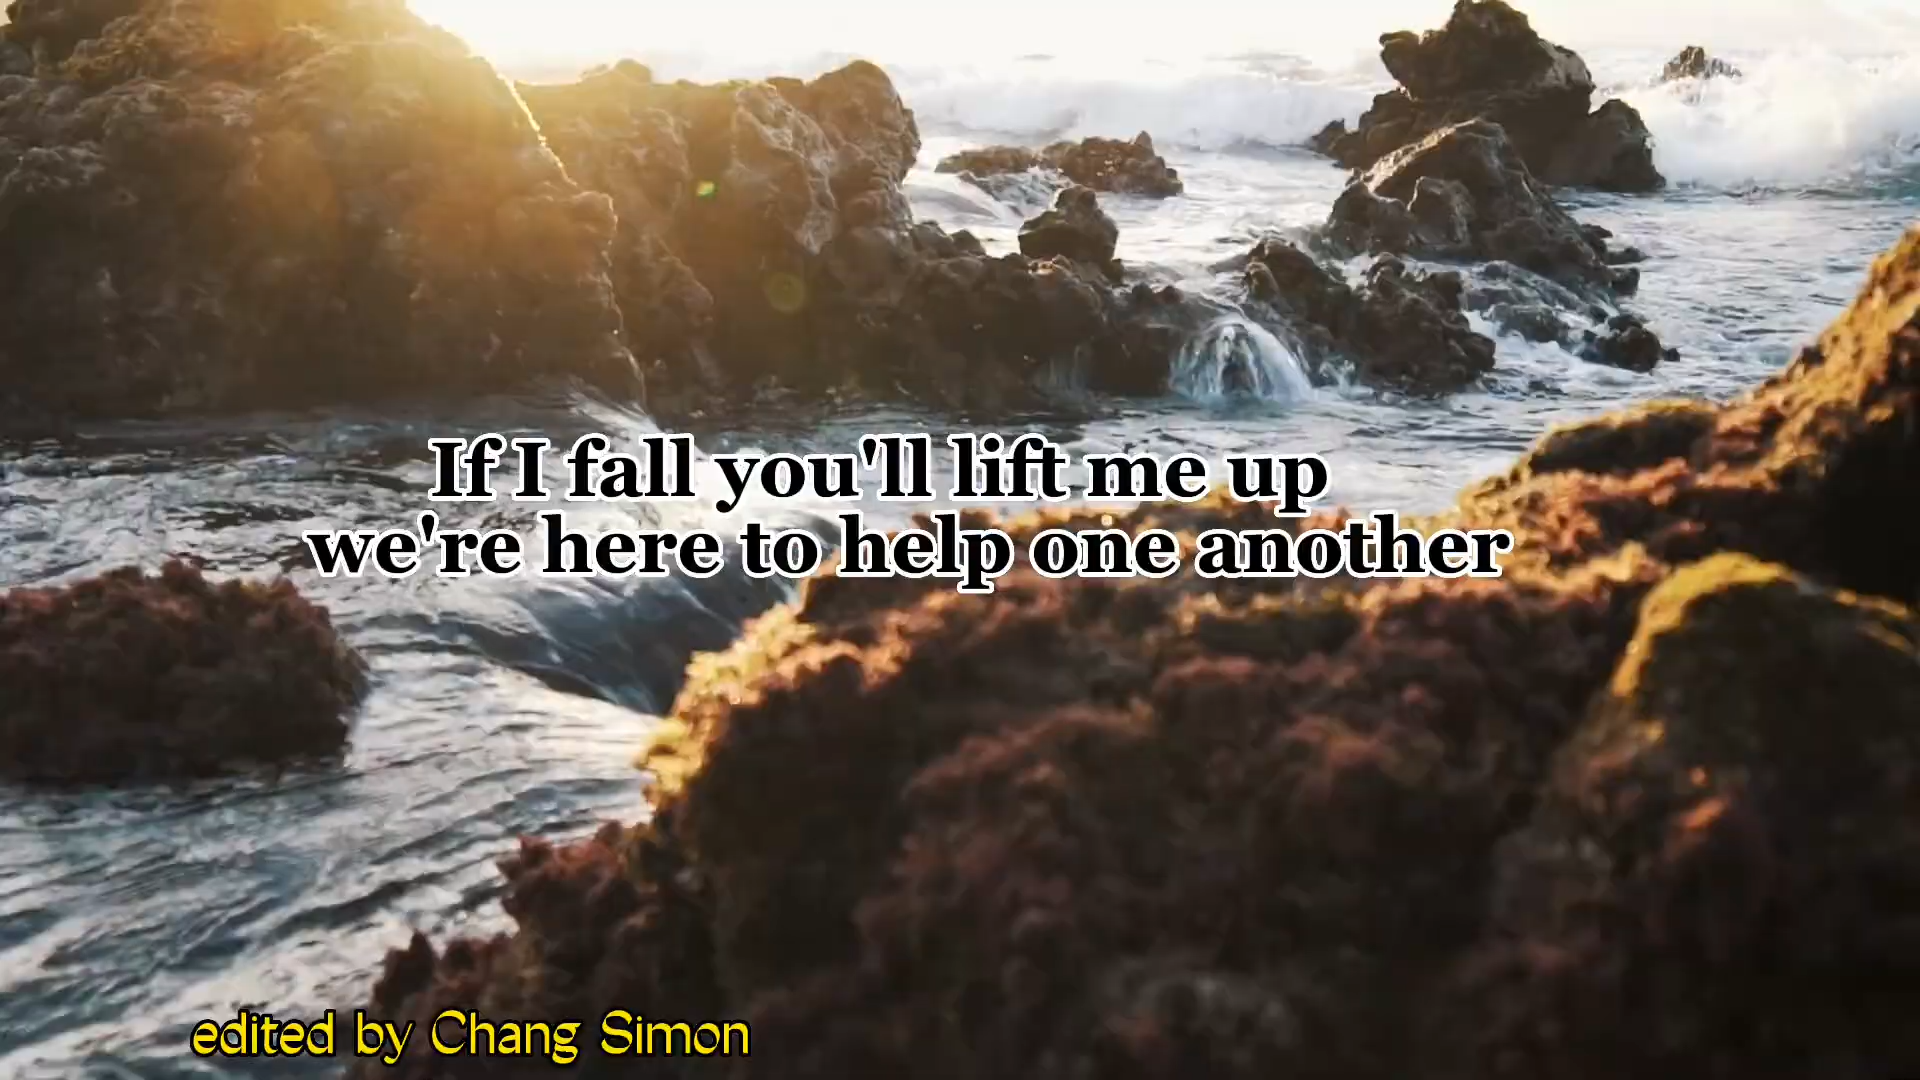 If I fall you'll lift me up
we're here to help one another
edited by Chang Simon